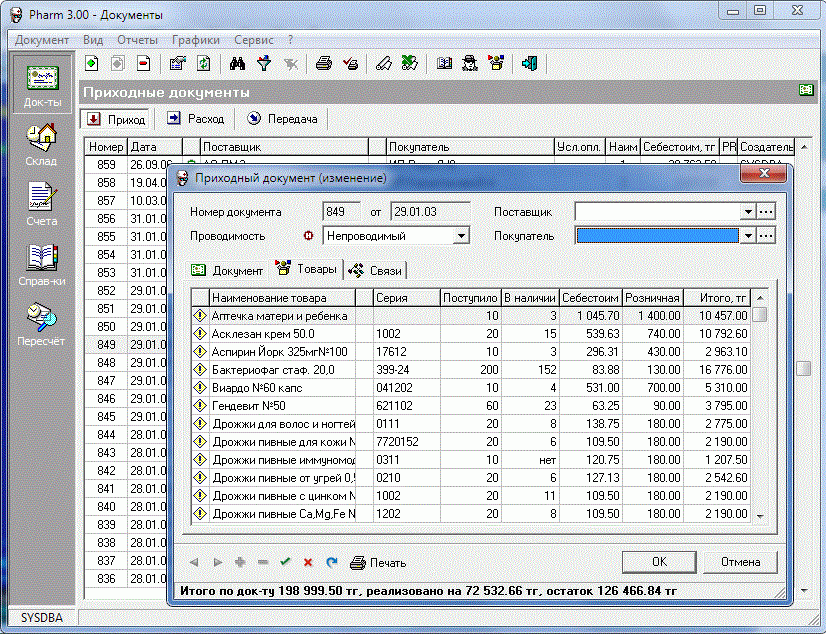 Pharm 3.00 - Документы
Документ Вид Отчеты Графики Сервис ?
Док-ты
Склад
Счета
Справ-ки
Пересчёт
Приходные документы
Приход Расход Передача
Номер Дата Поставщик Покупатель Усл.опл. Наим Себестоим, тг PR Создатель
859 26.09.0
858 19.04.0
857 10.03.0
856 31.01.0
855 31.01.0
854 31.01.0
853 31.01.0
852 29.01.0
851 29.01.0
850 29.01.0
849 29.01.0
848 29.01.0
847 29.01.0
846 29.01.0
845 29.01.0
844 28.01.0
843 28.01.0
842 28.01.0
841 28.01.0
840 28.01.0
839 28.01.0
838 28.01.0
837 28.01.0
836 28.01.0
Приходный документ (изменение)
Номер документа 849 от 29.01.03 Поставщик
Проводимость Непроводимый Покупатель
Документ Товары Связи
Наименование товара Серия Поступило В наличии Себестоим Розничная Итого, тг
Аптечка матери и ребенка 10 3 1 045.70 1 400.00 10 457.00
Асклезан крем 50.0 1002 20 15 539.63 740.00 10 792.60
Аспирин Йорк 325мг№100 17612 10 3 296.31 430.00 2 963.10
Бактериофаг стаф. 20,0 399-24 200 152 83.88 130.00 16 776.00
Виардо №60 капс 041202 10 4 531.00 700.00 5 310.00
Гендевит №50 621102 60 23 63.25 90.00 3 795.00
Дрожжи для волос и ногтей 0111 20 8 138.75 180.00 2 775.00
Дрожжи пивные для кожи N 7720152 20 6 109.50 180.00 2 190.00
Дрожжи пивные иммуномод 0311 10 нет 120.75 180.00 1 207.50
Дрожжи пивные от угрей 0,5 0210 20 6 127.13 180.00 2 542.60
Дрожжи пивные с цинком N 1002 20 11 109.50 180.00 2 190.00
Дрожжи пивные Ca,Mg,Fe N 1202 20 8 109.50 180.00 2 190.00
Печать OK Отмена
Итого по док-ту 198 999.50 тг, реализовано на 72 532.66 тг, остаток 126 466.84 тг
SYSDBA